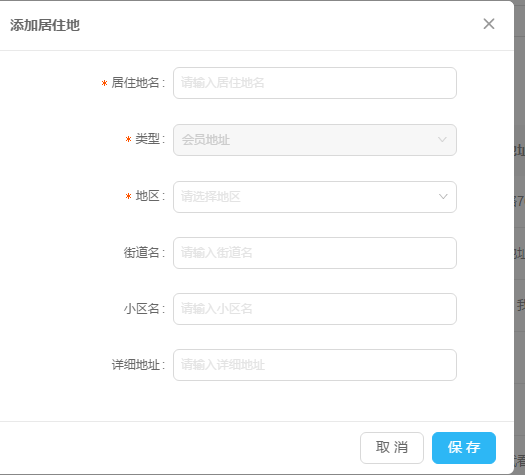 添加居住地
* 居住地名: 请输入居住地名
* 类型: 会员地址
* 地区: 请选择地区
街道名: 请输入街道名
小区名: 请输入小区名
详细地址: 请输入详细地址
取 消 保 存